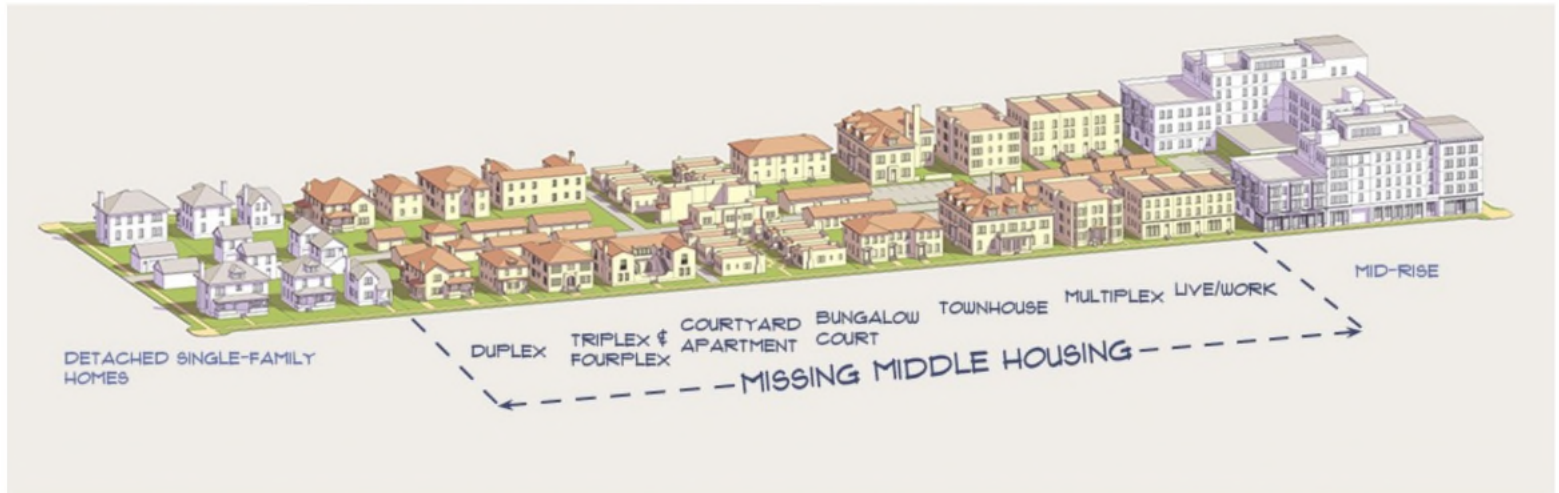 DETACHED SINGLE-FAMILY
HOMES
DUPLEX
TRIPLEX &
FOURPLEX
COURTYARD
APARTMENT
BUNGALOW
COURT
TOWNHOUSE
MULTIPLEX
LIVE/WORK
MID-RISE
MISSING MIDDLE HOUSING